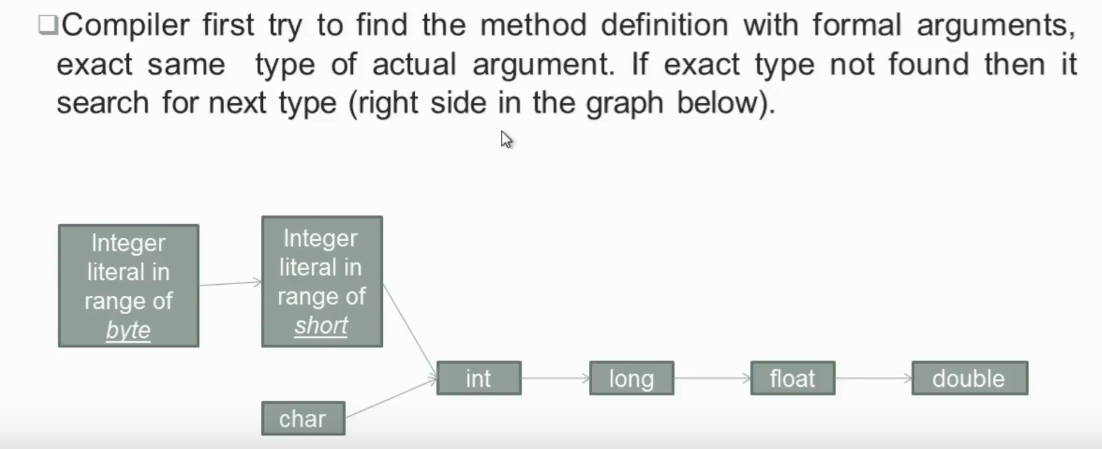 ❑Compiler first try to find the method definition with formal arguments,
exact same type of actual argument. If exact type not found then it
search for next type (right side in the graph below).
Integer
literal in
range of
byte
Integer
literal in
range of
short
int
long
float
double
char